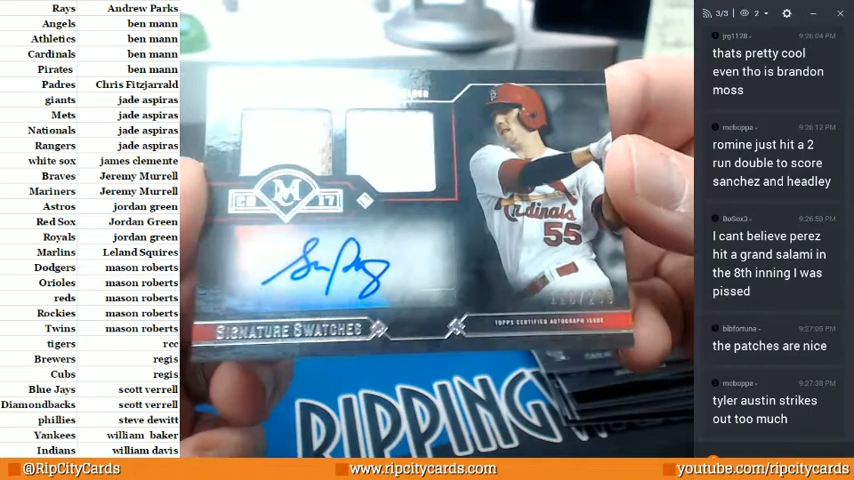 Rays Andrew Parks
Angels ben mann
Athletics ben mann
Cardinals ben mann
Pirates ben mann
Padres Chris Fitzjarrald
giants jade aspiras
Mets jade aspiras
Nationals jade aspiras
Rangers jade aspiras
white sox james clemente
Braves Jeremy Murrell
Mariners Jeremy Murrell
Astros jordan green
Red Sox Jordan Green
Royals jordan green
Marlins Leland Squires
Dodgers mason roberts
Orioles mason roberts
reds mason roberts
Rockies mason roberts
Twins mason roberts
tigers rcc
Brewers regis
Cubs regis
Blue Jays scott verrell
Diamondbacks scott verrell
phillies steve dewitt
Yankees william baker
Indians william davis
Cardinals
55
2017
SIGNATURE SWATCHES
TOPPS CERTIFIED AUTOGRAPH ISSUE
RIPPING
3/3 2
jrg1128 9:26:04 PM
thats pretty cool
even tho is brandon
moss
mcboppa 9:26:12 PM
romine just hit a 2
run double to score
sanchez and headley
BoSox3 9:26:50 PM
I cant believe perez
hit a grand salami in
the 8th inning I was
pissed
bibfortuna 9:27:05 PM
the patches are nice
mcboppa 9:27:38 PM
tyler austin strikes
out too much
@RipCityCards
www.ripcitycards.com
youtube.com/ripcitycards